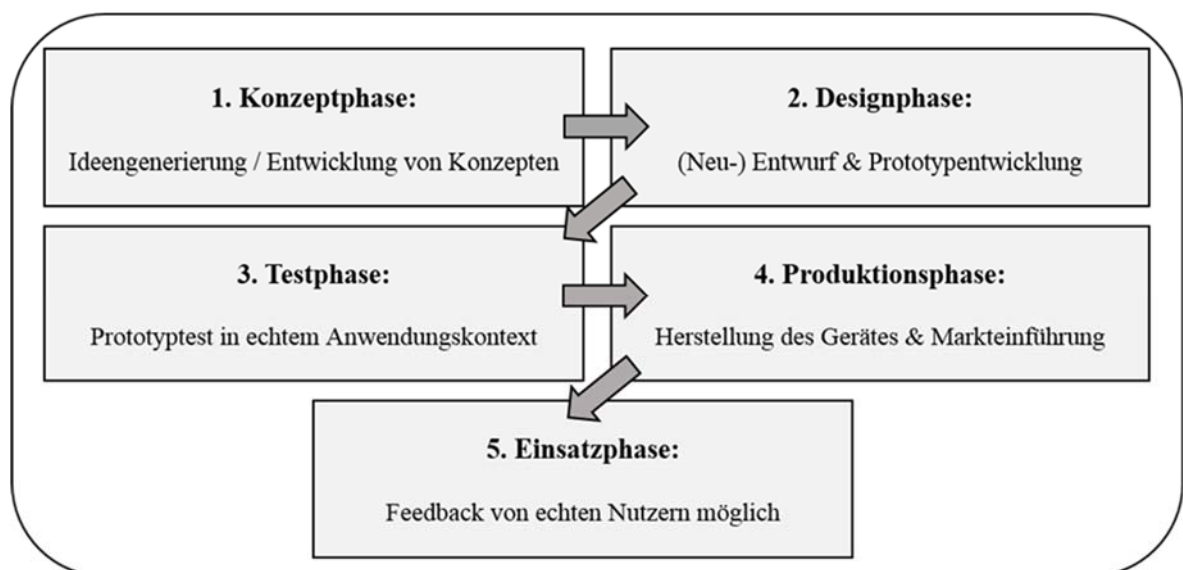 1. Konzeptphase:
Ideengenerierung / Entwicklung von Konzepten
2. Designphase:
(Neu-) Entwurf & Prototypentwicklung
3. Testphase:
Prototyptest in echtem Anwendungskontext
4. Produktionsphase:
Herstellung des Gerätes & Markteinführung
5. Einsatzphase:
Feedback von echten Nutzern möglich